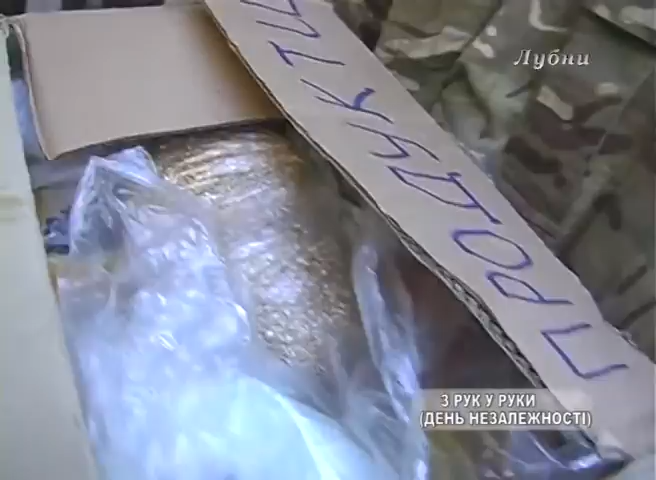 Лубни
ПРОДУКТИ
З РУК У РУКИ
(ДЕНЬ НЕЗАЛЕЖНОСТІ)